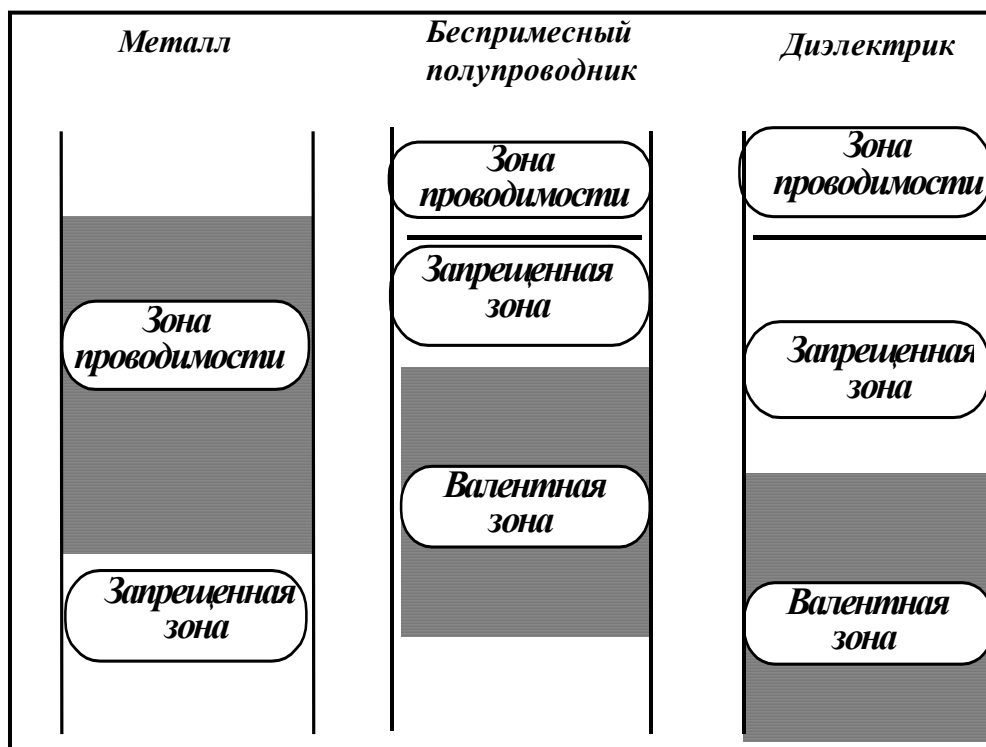 Металл
Зона
проводимости
Запрещенная
зона
Беспримесный
полупроводник
Зона
проводимости
Запрещенная
зона
Валентная
зона
Диэлектрик
Зона
проводимости
Запрещенная
зона
Валентная
зона